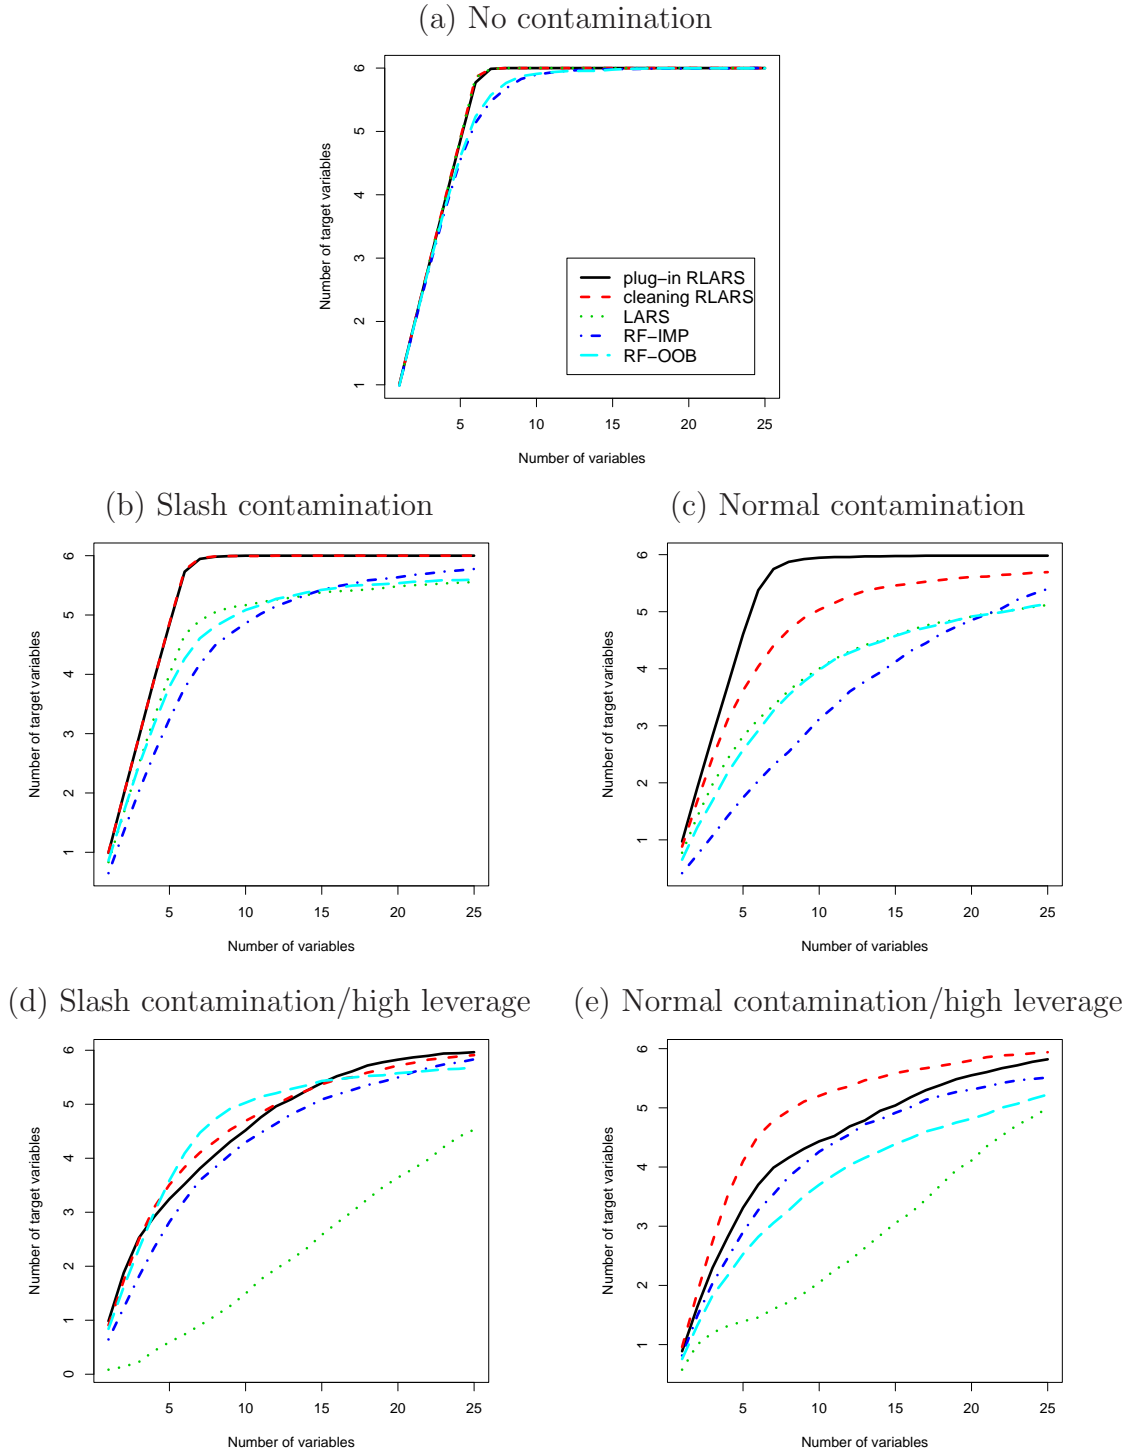 (a) No contamination
Number of target variables
6
5
4
3
2
1
plug-in RLARS
cleaning RLARS
LARS
RF-IMP
RF-OOB
5 10 15 20 25
Number of variables
(b) Slash contamination
Number of target variables
6
5
4
3
2
1
5 10 15 20 25
Number of variables
(c) Normal contamination
Number of target variables
6
5
4
3
2
1
5 10 15 20 25
Number of variables
(d) Slash contamination/high leverage
Number of target variables
6
5
4
3
2
1
0
5 10 15 20 25
Number of variables
(e) Normal contamination/high leverage
Number of target variables
6
5
4
3
2
1
5 10 15 20 25
Number of variables